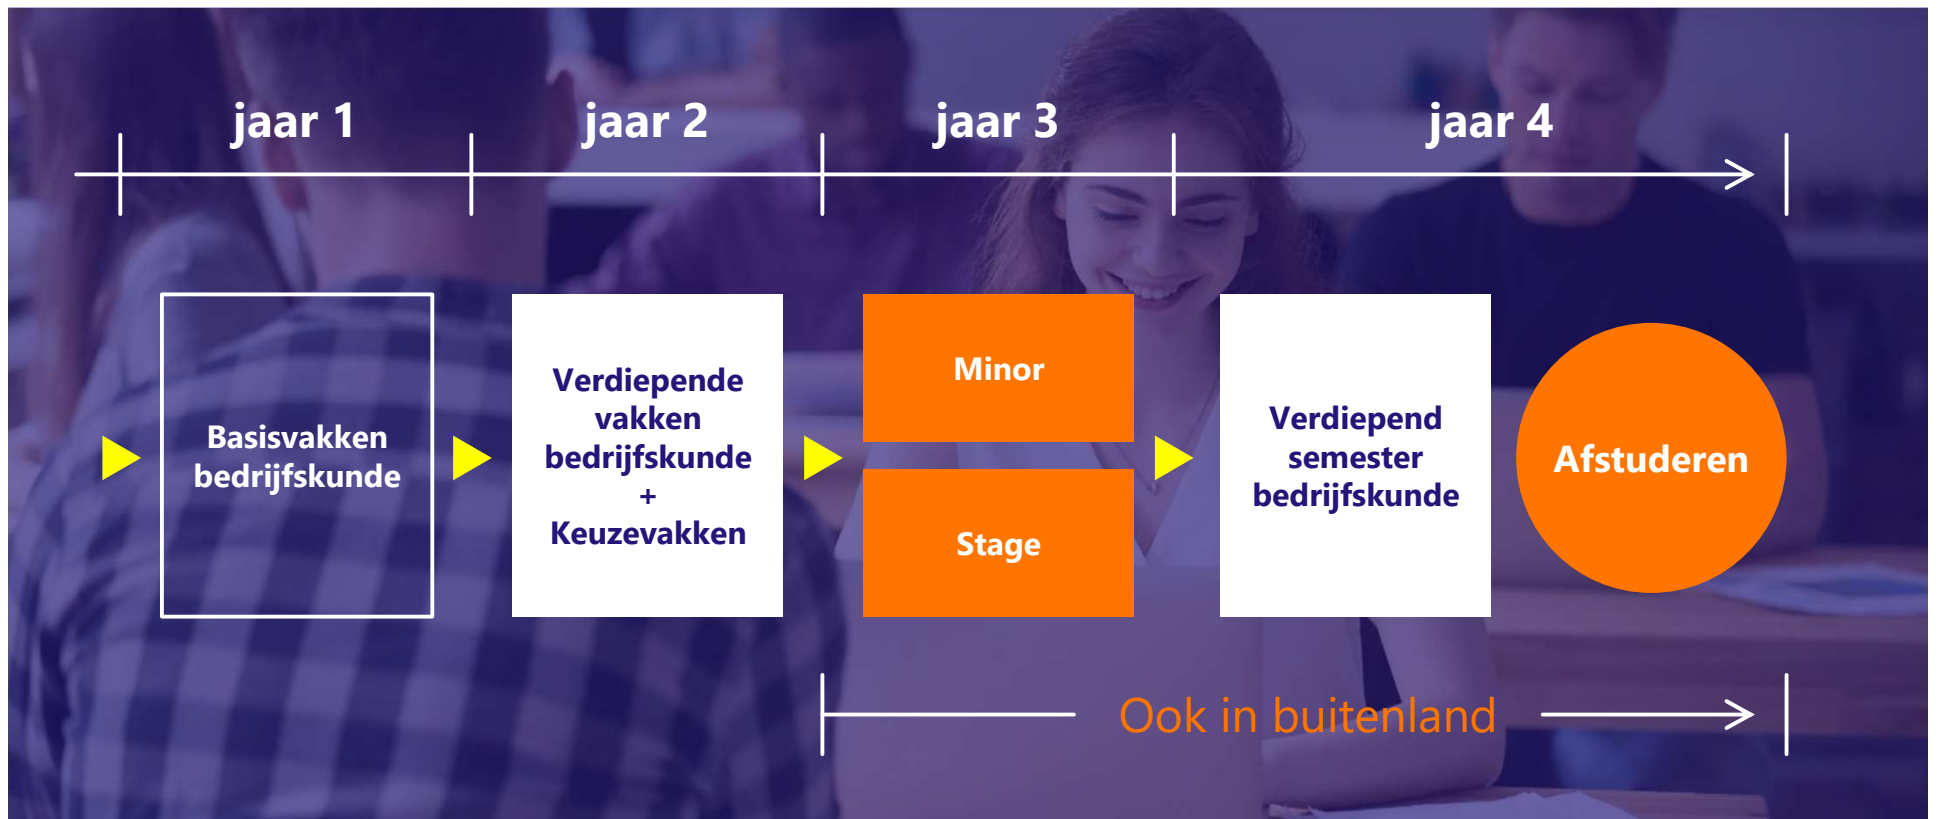 jaar 1
jaar 2
jaar 3
jaar 4
Basisvakken
bedrijfskunde
Verdiepende
vakken
bedrijfskunde
+
Keuzevakken
Minor
Stage
Verdiepend
semester
bedrijfskunde
Afstuderen
Ook in buitenland